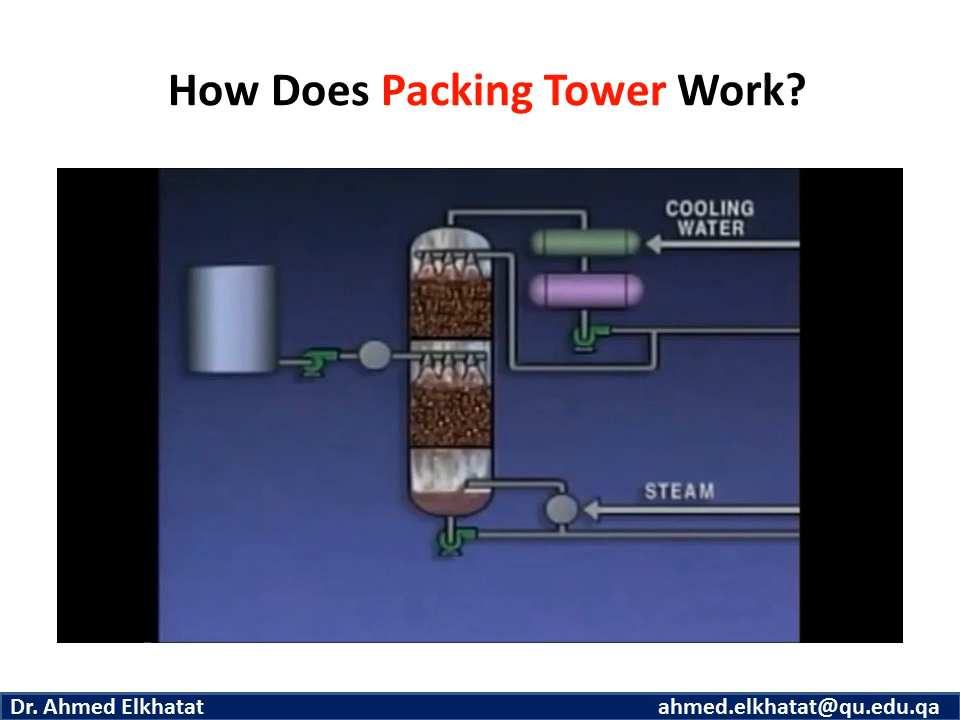 How Does Packing Tower Work?
COOLING
WATER
STEAM
Dr. Ahmed Elkhatat
ahmed.elkhatat@qu.edu.qa